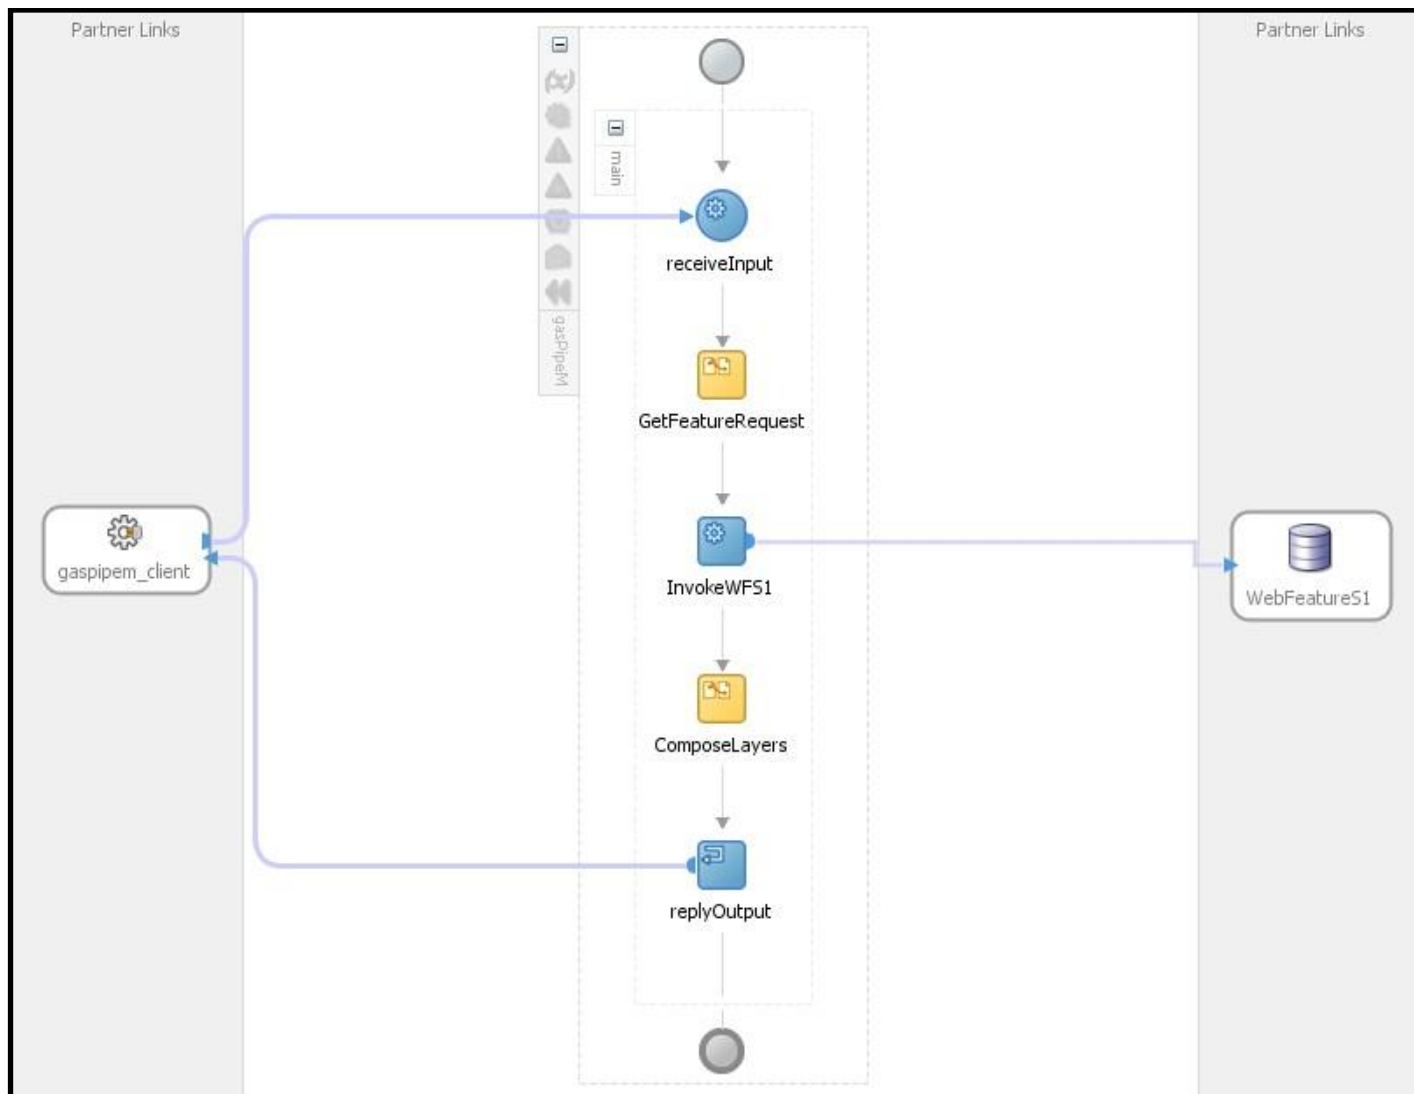 Partner Links
Partner Links
main
receiveInput
gasPipeM
GetFeatureRequest
gaspipem_client
InvokeWFS1
WebFeatureS1
ComposeLayers
replyOutput